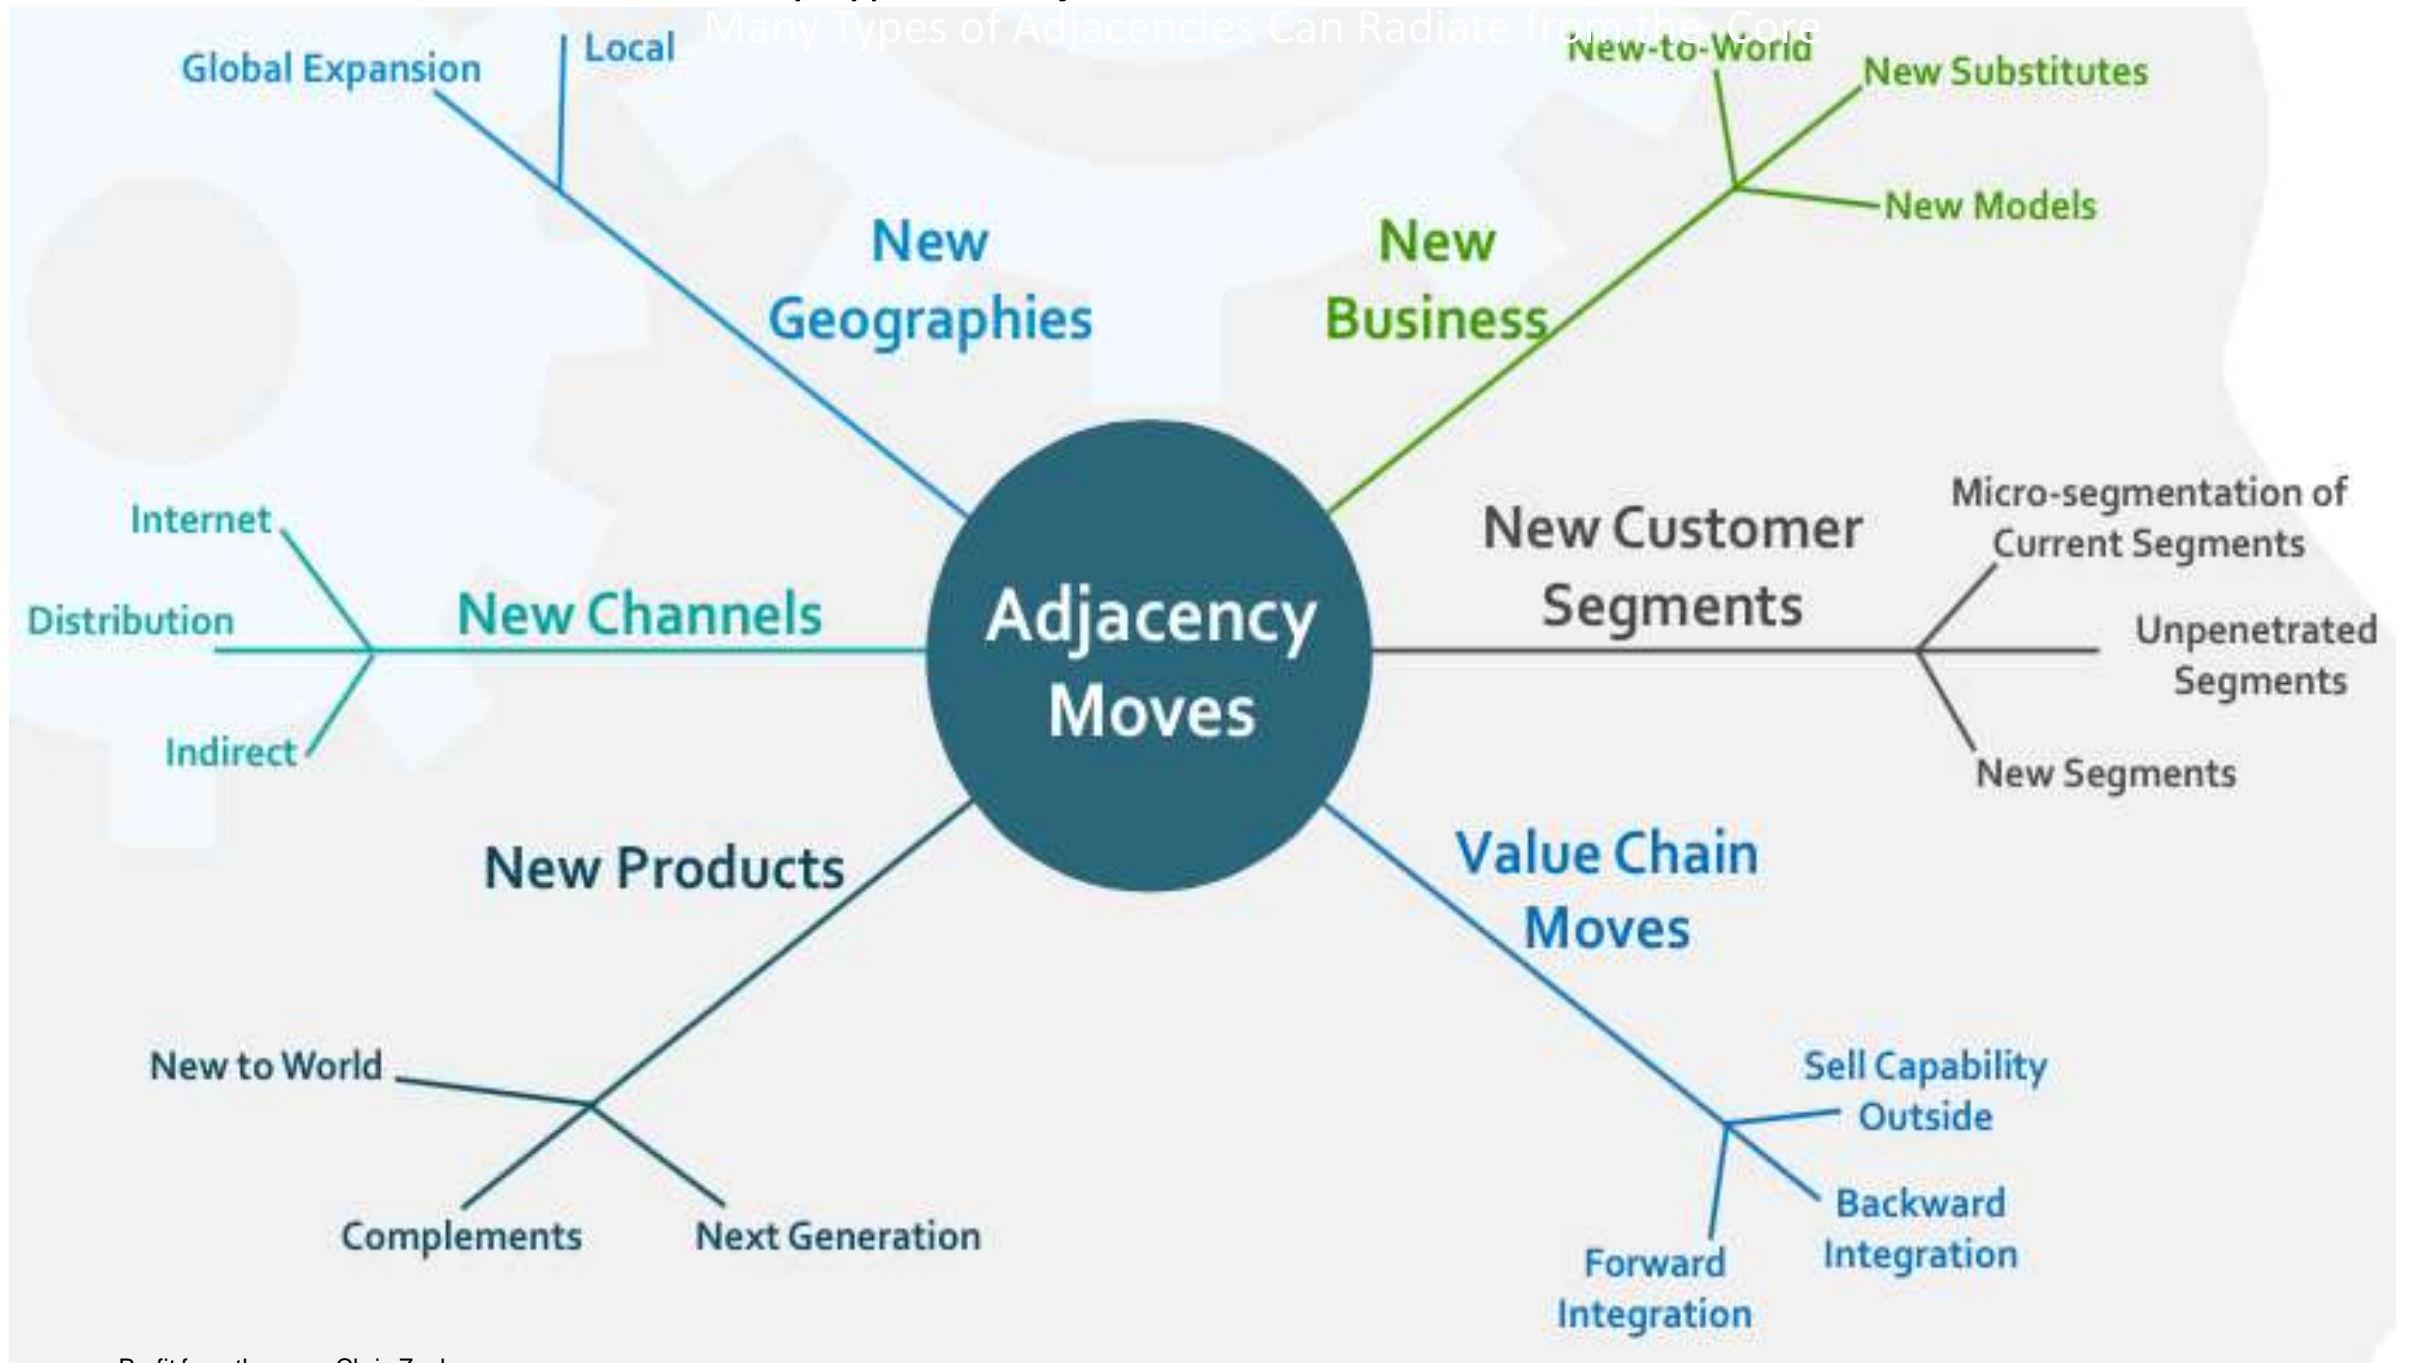 Many Types of Adjacencies Can Radiate from the Core
Global Expansion
Local
New-to-World
New Substitutes
New Models
New
Geographies
New
Business
Internet
Distribution
Indirect
New Channels
Adjacency
Moves
New Customer
Segments
Micro-segmentation of
Current Segments
Unpenetrated
Segments
New Segments
New Products
New to World
Complements
Next Generation
Value Chain
Moves
Sell Capability
Outside
Backward
Integration
Forward
Integration